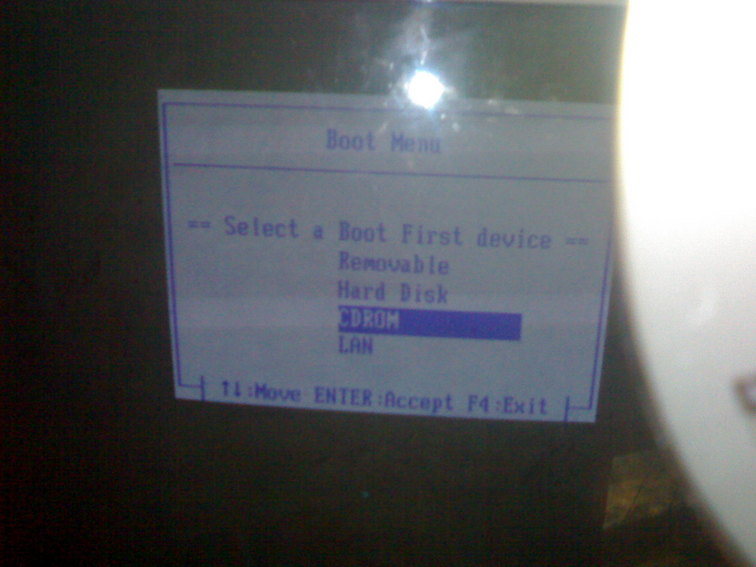 Boot Menu
== Select a Boot First device ==
Removable
Hard Disk
CDROM
LAN
↑↓:Move ENTER:Accept F4:Exit